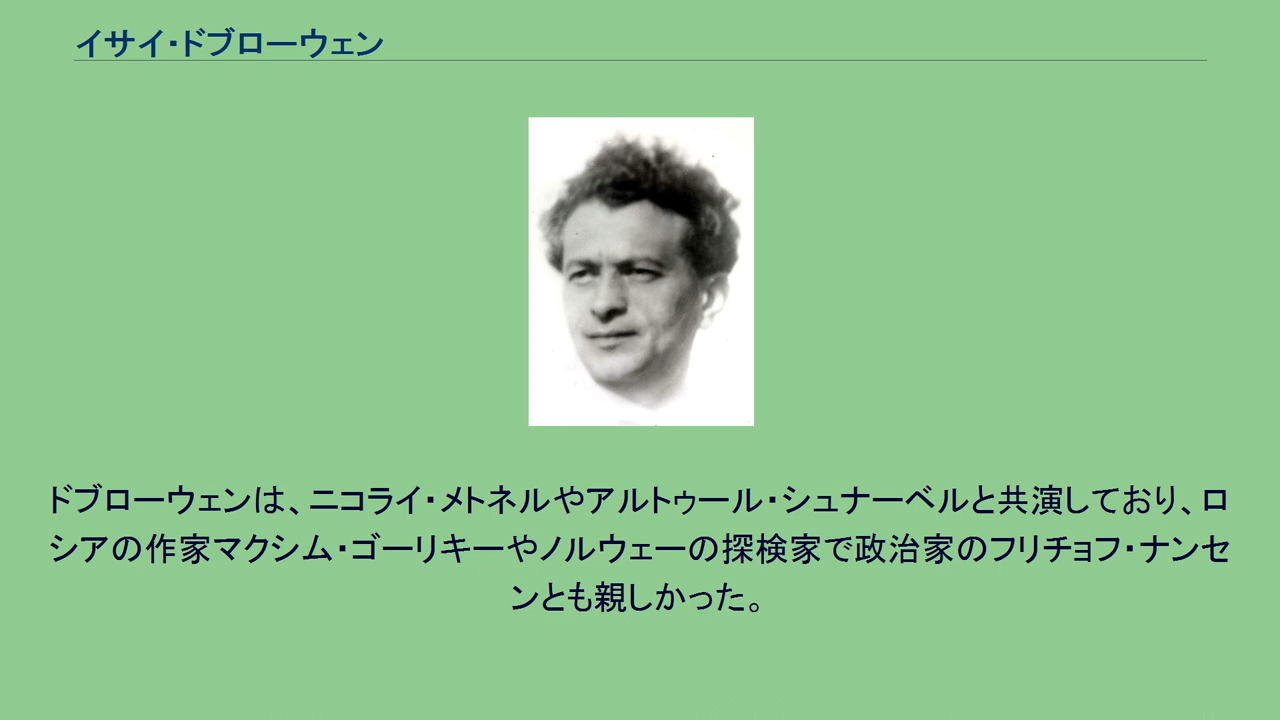 イサイ・ドブローウェン
ドブローウェンは、ニコライ・メトネルやアルトゥール・シュナーベルと共演しており、ロ
シアの作家マクシム・ゴーリキーやノルウェーの探検家で政治家のフリチョフ・ナンセ
ンとも親しかった。